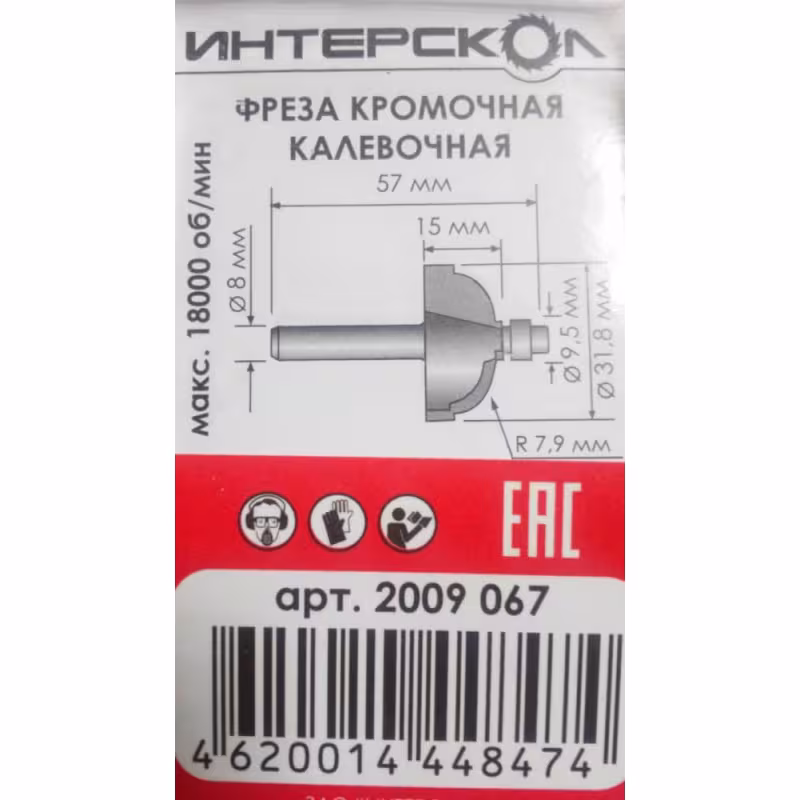 ИНТЕРСКОЛ
ФРЕЗА КРОМОЧНАЯ
КАЛЕВОЧНАЯ
57 мм
15 мм
макс. 18000 об/мин
Ø 8 мм
Ø 9,5 мм
Ø 31,8 мм
R 7,9 мм
EAC
арт. 2009 067
4 620014 448474